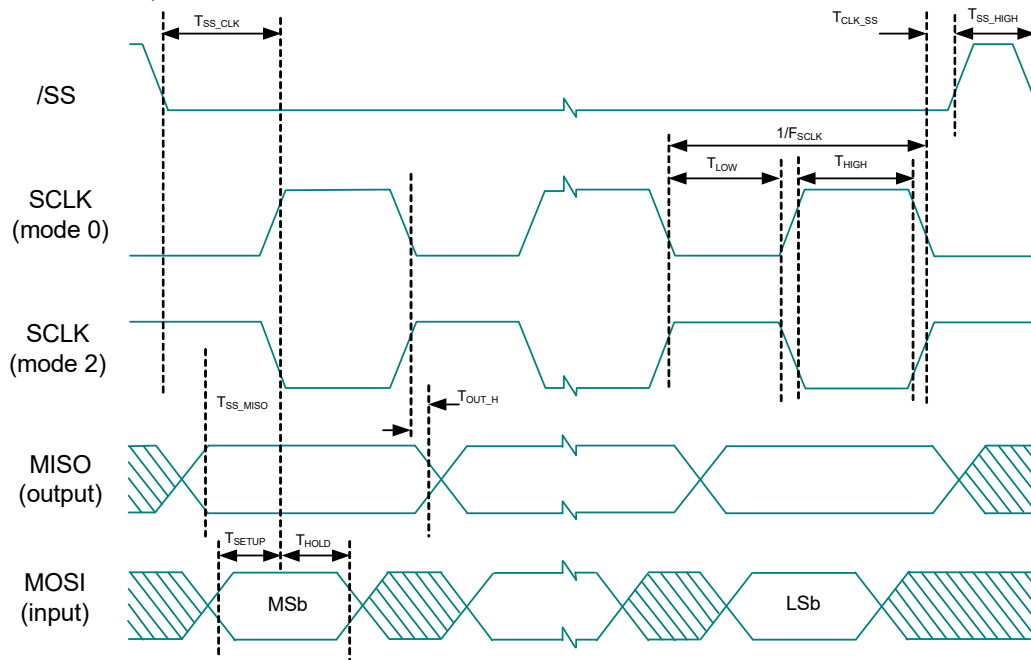 TSS_CLK
TCLK_SS
TSS_HIGH
/SS
1/FSCLK
TLOW
THIGH
SCLK
(mode 0)
SCLK
(mode 2)
TSS_MISO
TOUT_H
MISO
(output)
TSETUP
THOLD
MOSI
(input)
MSb
LSb